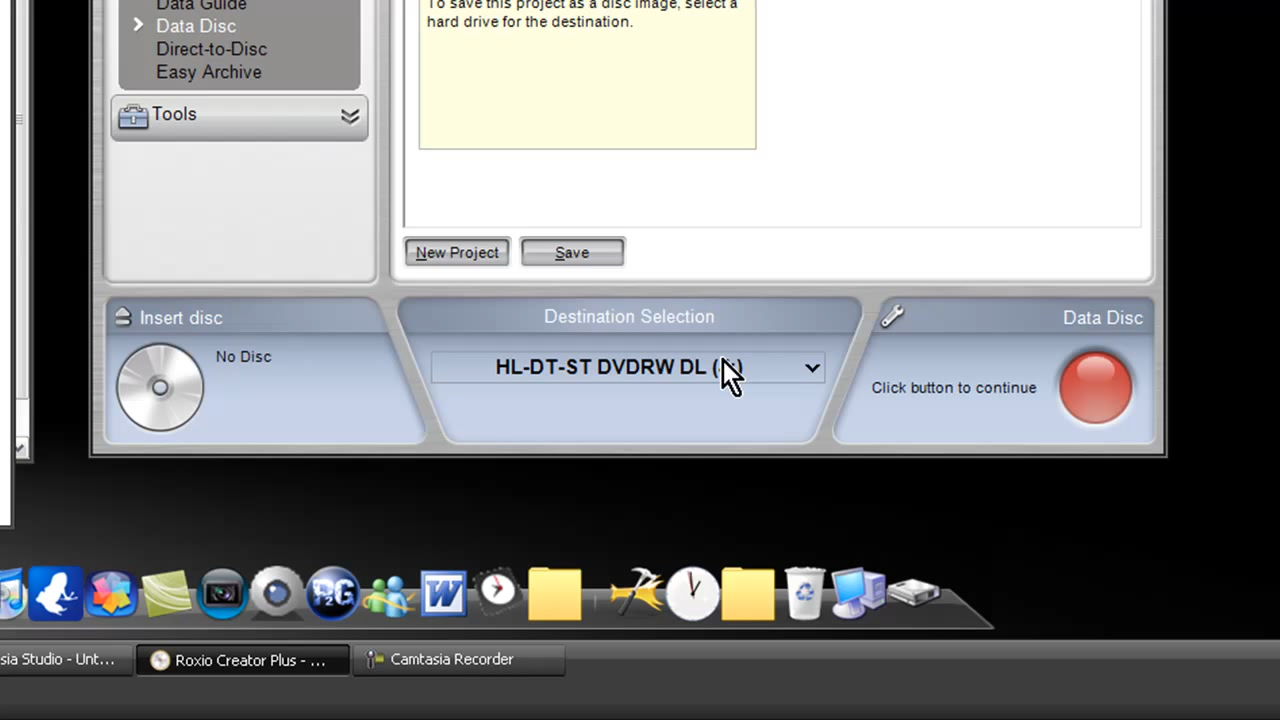 Data Guide
Data Disc
Direct-to-Disc
Easy Archive
Tools
To save this project as a disc image, select a
hard drive for the destination.
New Project
Save
Insert disc
No Disc
Destination Selection
HL-DT-ST DVDRW DL
Data Disc
Click button to continue
sia Studio - Unt...
Roxio Creator Plus - ...
Camtasia Recorder